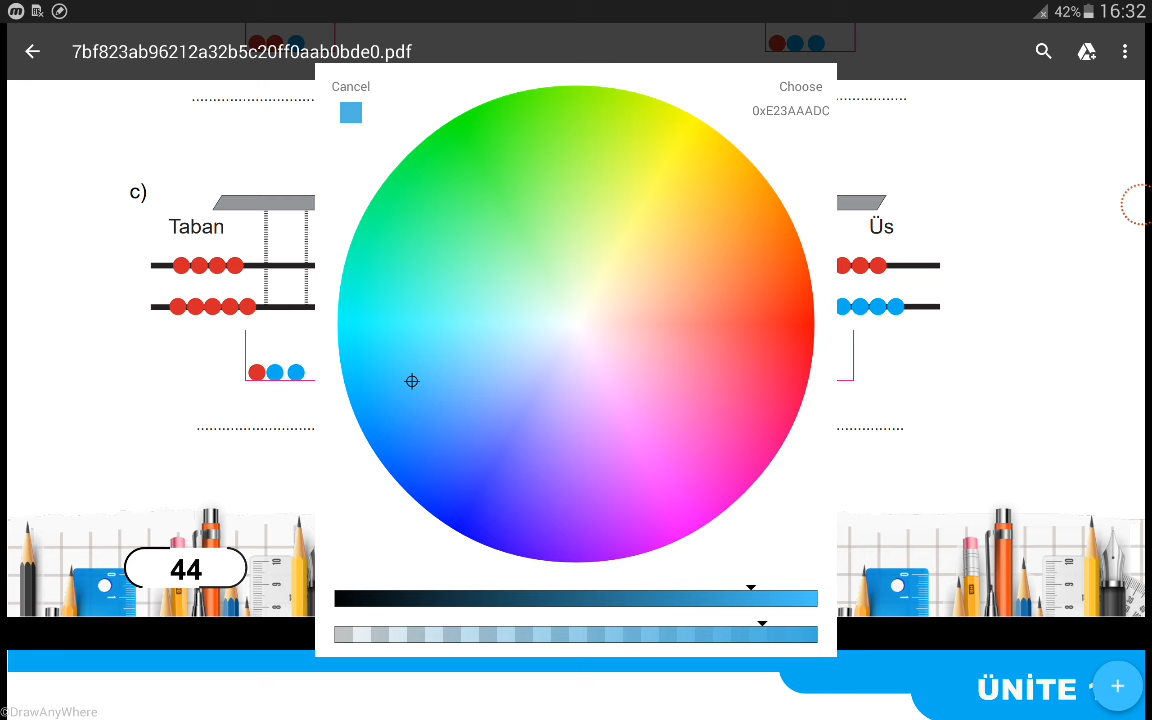 42% 16:32
7bf823ab96212a32b5c20ff0aab0bde0.pdf
Cancel
Choose
0xE23AAADC
c)
Taban
Üs
44
ÜNİTE
©DrawAnyWhere